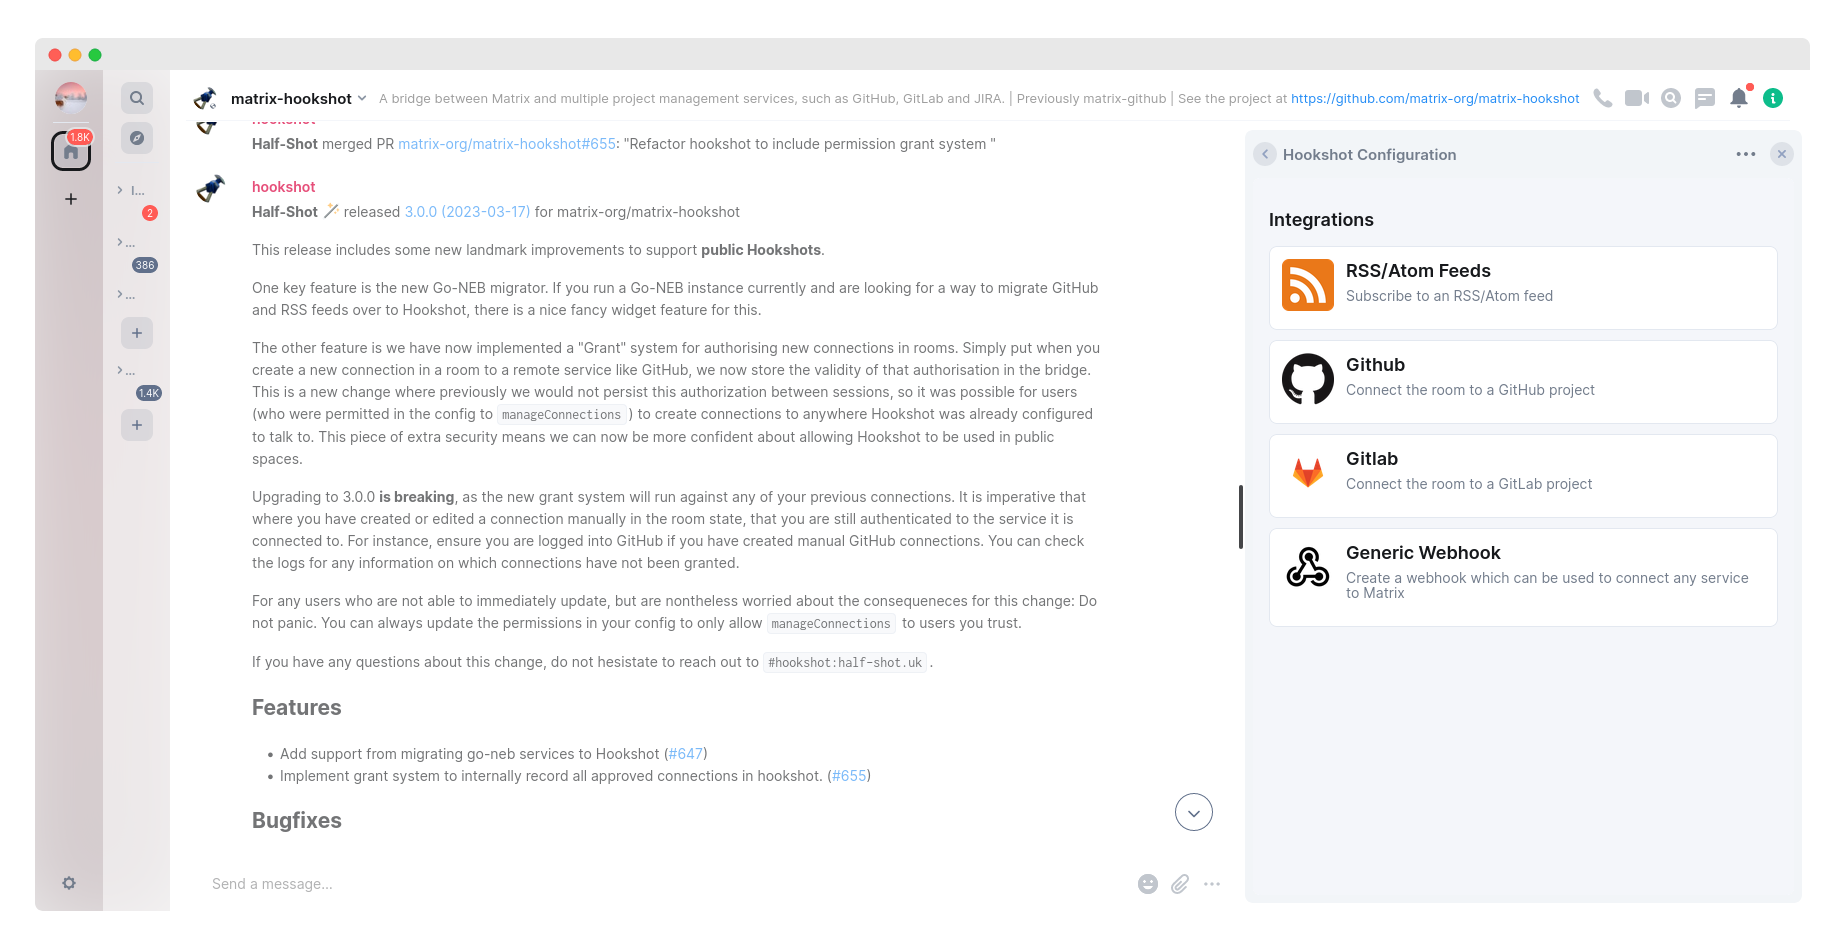 matrix-hookshot
A bridge between Matrix and multiple project management services, such as GitHub, GitLab and JIRA. | Previously matrix-github | See the project at https://github.com/matrix-org/matrix-hookshot
1.8K
I...
2
...
386
...
...
1.4K
hookshot
Half-Shot merged PR matrix-org/matrix-hookshot#655: "Refactor hookshot to include permission grant system "
hookshot
Half-Shot 🪄 released 3.0.0 (2023-03-17) for matrix-org/matrix-hookshot
This release includes some new landmark improvements to support public Hookshots.
One key feature is the new Go-NEB migrator. If you run a Go-NEB instance currently and are looking for a way to migrate GitHub
and RSS feeds over to Hookshot, there is a nice fancy widget feature for this.
The other feature is we have now implemented a "Grant" system for authorising new connections in rooms. Simply put when you
create a new connection in a room to a remote service like GitHub, we now store the validity of that authorisation in the bridge.
This is a new change where previously we would not persist this authorization between sessions, so it was possible for users
(who were permitted in the config to manageConnections ) to create connections to anywhere Hookshot was already configured
to talk to. This piece of extra security means we can now be more confident about allowing Hookshot to be used in public
spaces.
Upgrading to 3.0.0 is breaking, as the new grant system will run against any of your previous connections. It is imperative that
where you have created or edited a connection manually in the room state, that you are still authenticated to the service it is
connected to. For instance, ensure you are logged into GitHub if you have created manual GitHub connections. You can check
the logs for any information on which connections have not been granted.
For any users who are not able to immediately update, but are nontheless worried about the consequeneces for this change: Do
not panic. You can always update the permissions in your config to only allow manageConnections to users you trust.
If you have any questions about this change, do not hesistate to reach out to #hookshot:half-shot.uk .
Features
• Add support from migrating go-neb services to Hookshot (#647)
• Implement grant system to internally record all approved connections in hookshot. (#655)
Bugfixes
Send a message...
Hookshot Configuration
Integrations
RSS/Atom Feeds
Subscribe to an RSS/Atom feed
Github
Connect the room to a GitHub project
Gitlab
Connect the room to a GitLab project
Generic Webhook
Create a webhook which can be used to connect any service
to Matrix